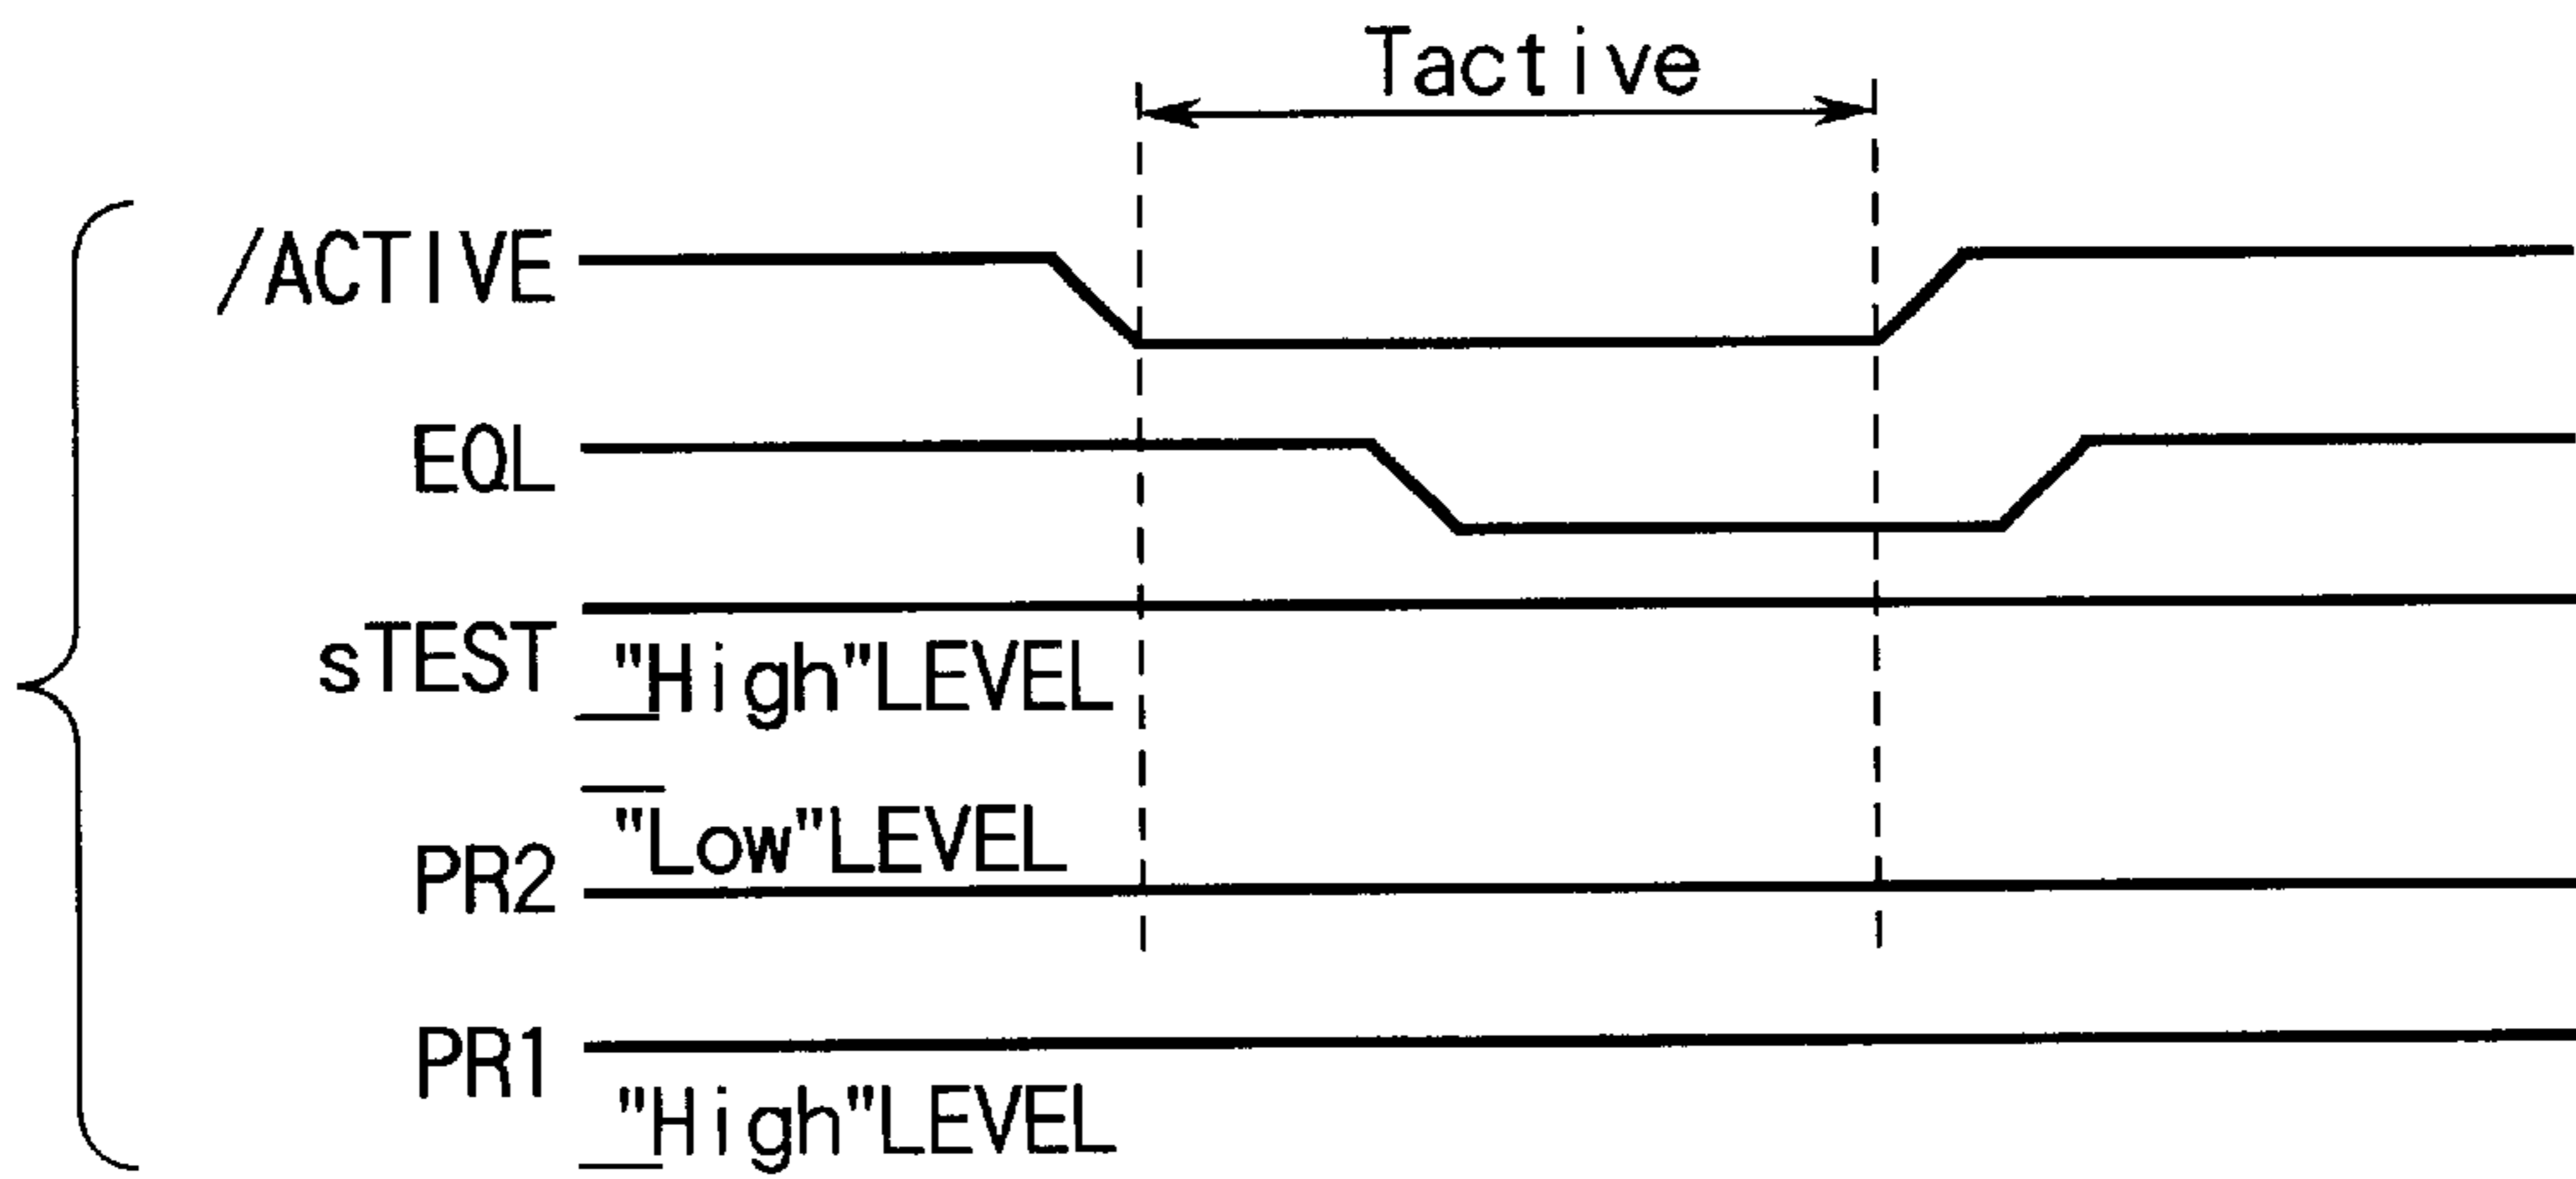 Tactive
/ACTIVE
EQL
sTEST
"High"LEVEL
"Low"LEVEL
PR2
PR1
"High"LEVEL